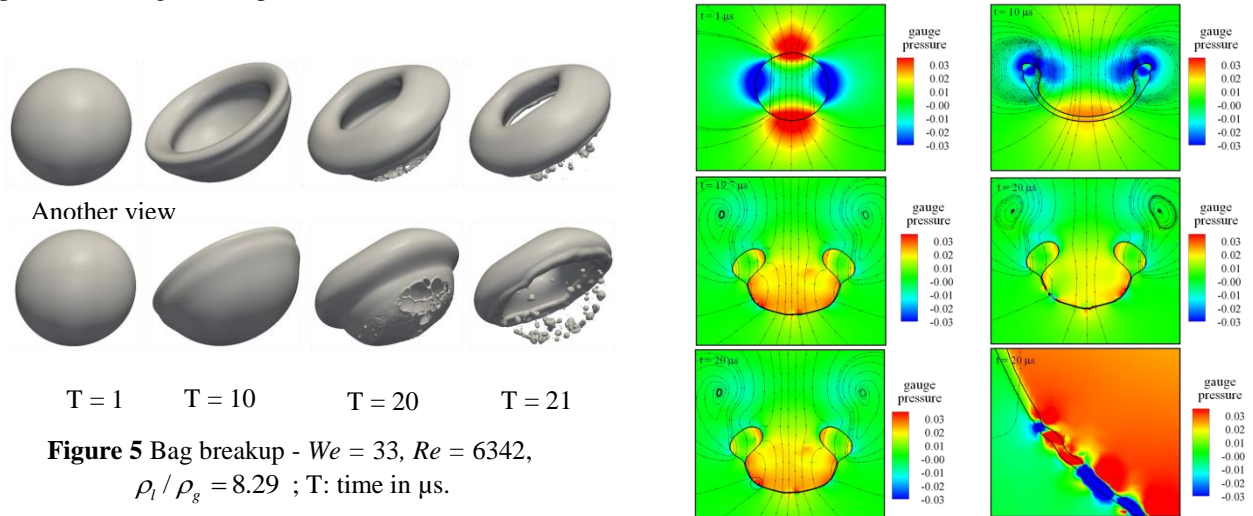 Another view
T = 1 T = 10 T = 20 T = 21
Figure 5 Bag breakup - We = 33, Re = 6342,
ρl / ρg = 8.29 ; T: time in µs.
t = 1 µs
gauge
pressure
0.03
0.02
0.01
-0.00
-0.01
-0.02
-0.03
t = 10 µs
gauge
pressure
0.03
0.02
0.01
-0.00
-0.01
-0.02
-0.03
t = 19.7 µs
gauge
pressure
0.03
0.02
0.01
-0.00
-0.01
-0.02
-0.03
t = 20 µs
gauge
pressure
0.03
0.02
0.01
-0.00
-0.01
-0.02
-0.03
t = 20 µs
gauge
pressure
0.03
0.02
0.01
-0.00
-0.01
-0.02
-0.03
t = 20 µs
gauge
pressure
0.03
0.02
0.01
-0.00
-0.01
-0.02
-0.03